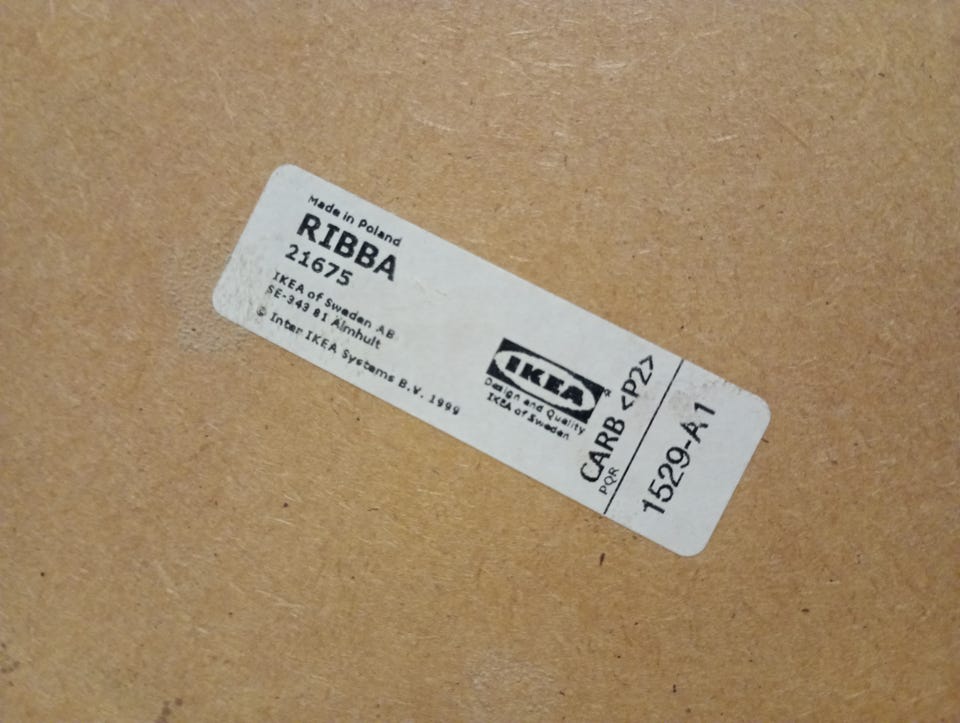 Made in Poland
RIBBA
21675
IKEA of Sweden AB
SE-343 81 Älmhult
© Inter IKEA Systems B.V. 1999
IKEA®
Design and Quality
IKEA of Sweden
CARB <P2>
PQR
1529-A1